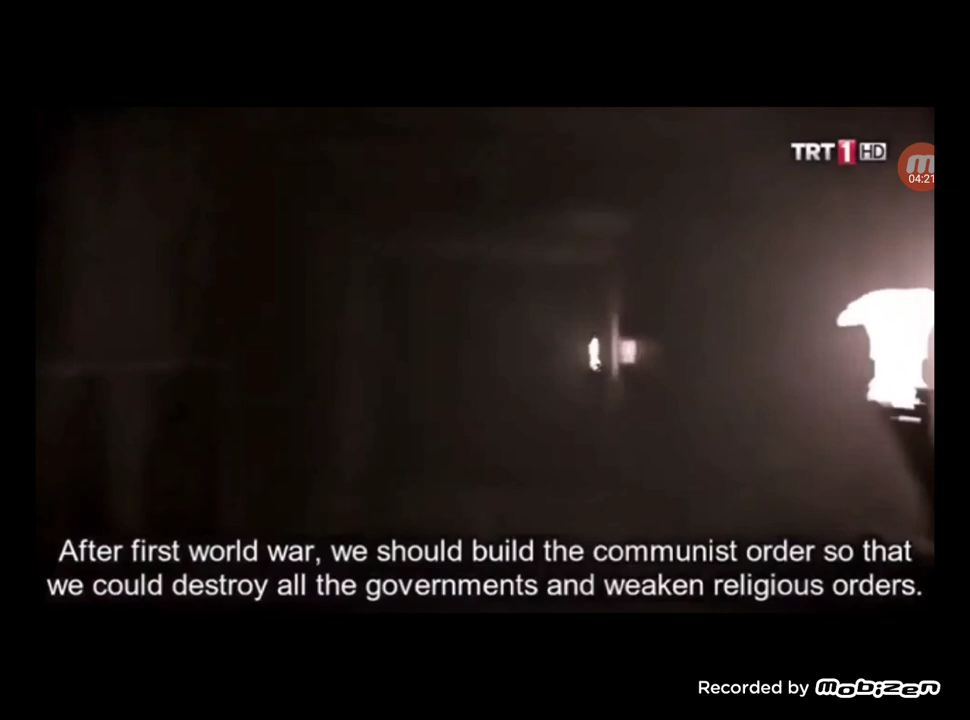 TRT 1 HD
04:21
After first world war, we should build the communist order so that
we could destroy all the governments and weaken religious orders.
Recorded by mobizen